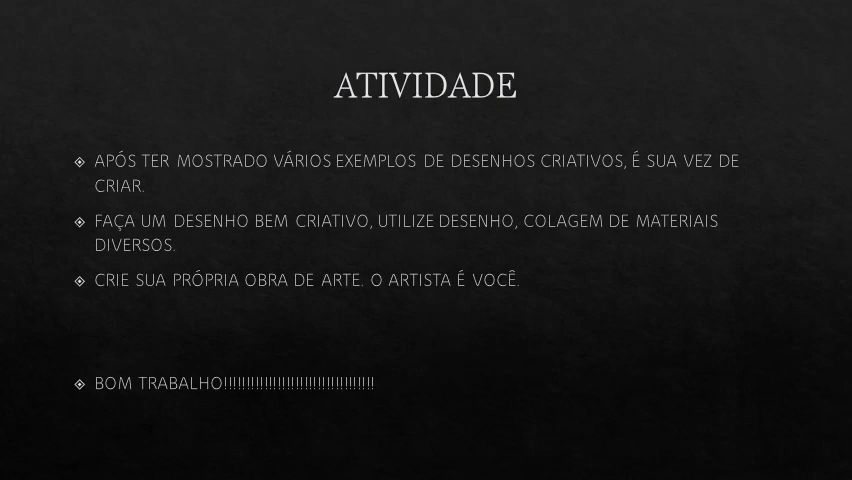 ATIVIDADE
APÓS TER MOSTRADO VÁRIOS EXEMPLOS DE DESENHOS CRIATIVOS, É SUA VEZ DE
CRIAR.
FAÇA UM DESENHO BEM CRIATIVO, UTILIZE DESENHO, COLAGEM DE MATERIAIS
DIVERSOS.
CRIE SUA PRÓPRIA OBRA DE ARTE. O ARTISTA É VOCÊ.
BOM TRABALHO!!!!!!!!!!!!!!!!!!!!!!!!!!!!!!!!!!